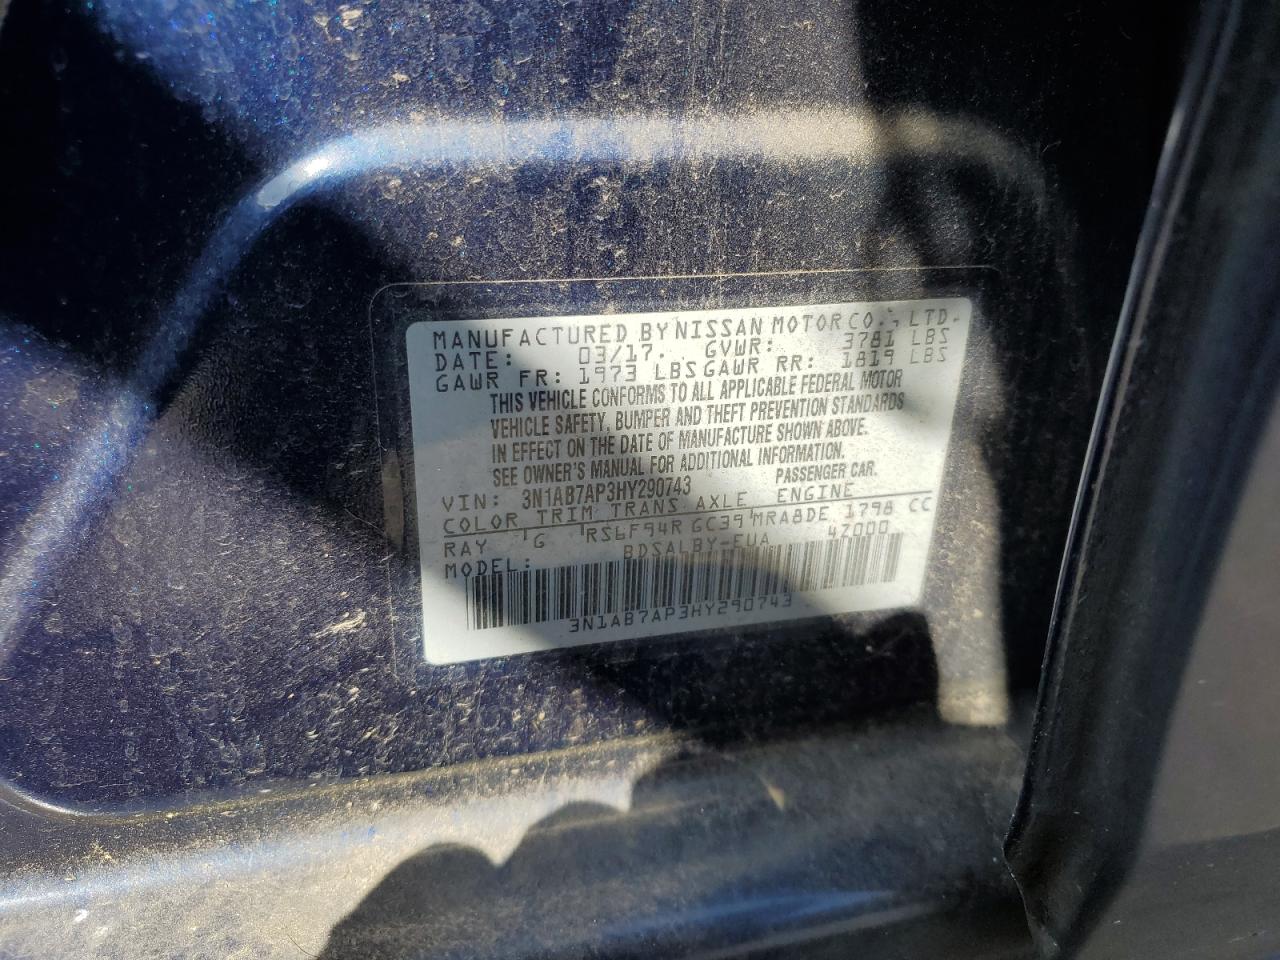 MANUFACTURED BY NISSAN MOTOR CO., LTD.
DATE: 03/17. GVWR: 3781 LBS
GAWR FR: 1973 LBS GAWR RR: 1819 LBS
THIS VEHICLE CONFORMS TO ALL APPLICABLE FEDERAL MOTOR
VEHICLE SAFETY, BUMPER AND THEFT PREVENTION STANDARDS
IN EFFECT ON THE DATE OF MANUFACTURE SHOWN ABOVE.
SEE OWNER'S MANUAL FOR ADDITIONAL INFORMATION.
PASSENGER CAR.
VIN: 3N1AB7AP3HY290743
COLOR TRIM TRANS AXLE ENGINE
RAY G RS6F94R GC39 MRA8DE 1798 CC
MODEL: BDSALBY-EUA 4Z000
3N1AB7AP3HY290743